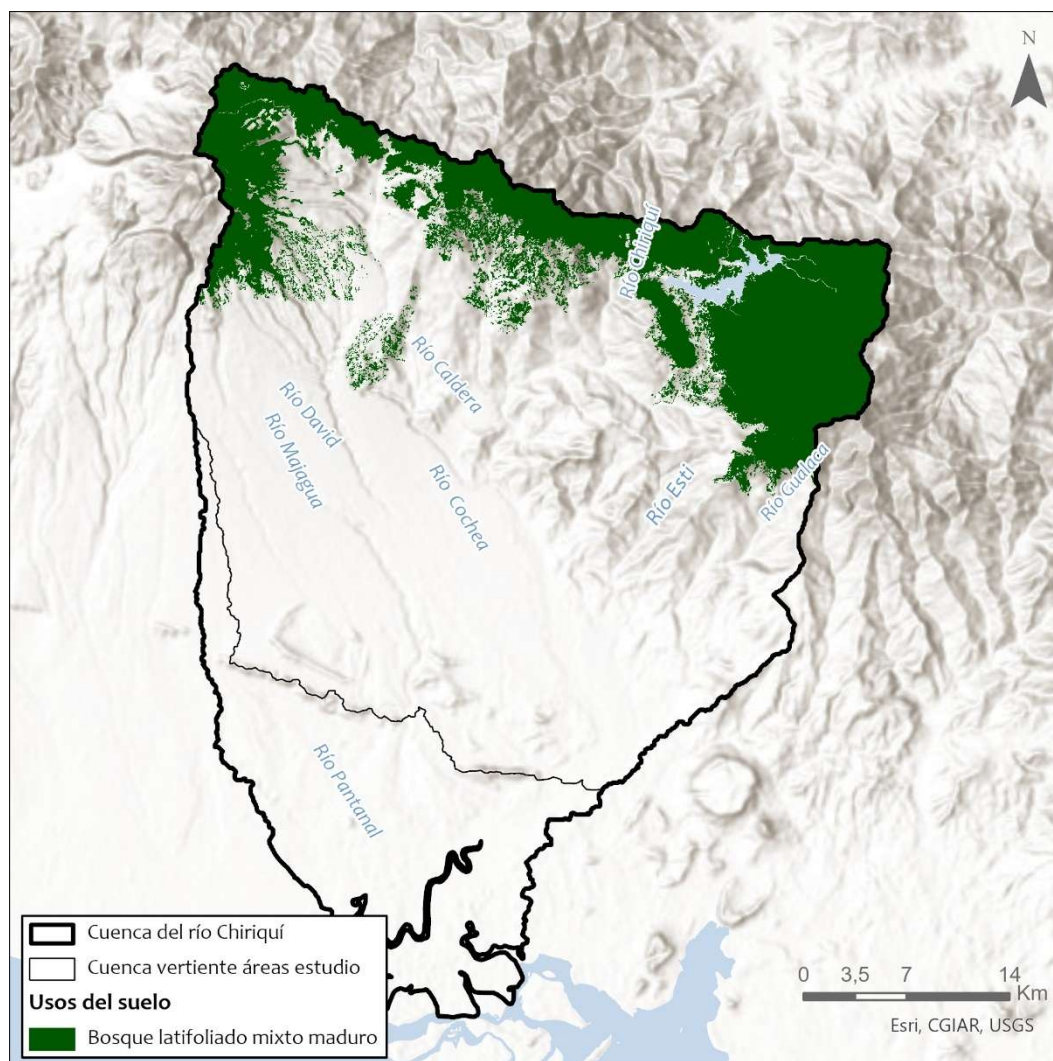 N
Río Chiriquí
Río Caldera
Río David
Río Majagua
Río Cochea
Río Esti
Río Gualaca
Río Pantanal
Cuenca del río Chiriquí
Cuenca vertiente áreas estudio
Usos del suelo
Bosque latifoliado mixto maduro
0 3,5 7 14
Km
Esri, CGIAR, USGS